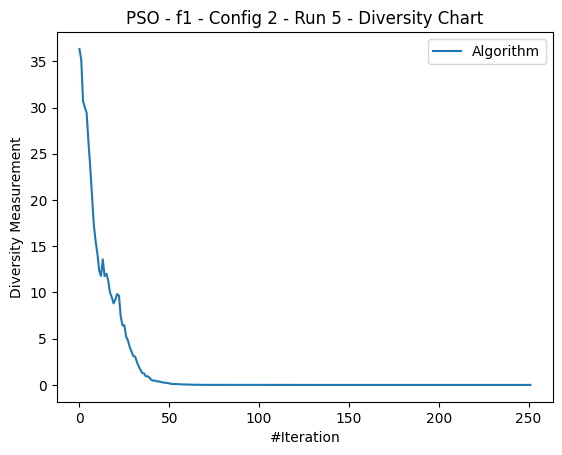 PSO - f1 - Config 2 - Run 5 - Diversity Chart
Algorithm
Diversity Measurement
35
30
25
20
15
10
5
0
0 50 100 150 200 250
#Iteration